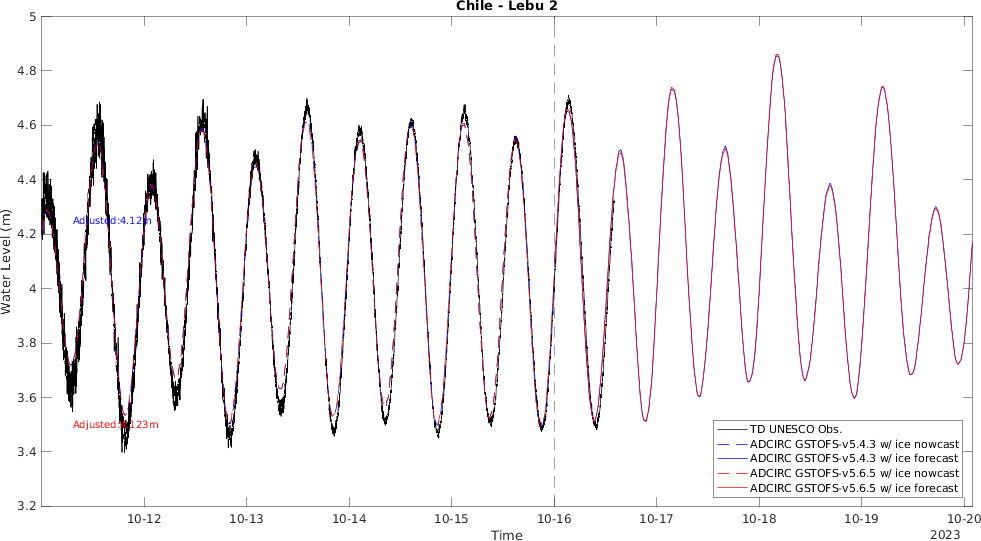 Chile - Lebu 2
Water Level (m)
5
4.8
4.6
4.4
4.2
4
3.8
3.6
3.4
3.2
Adjusted:4.12m
Adjusted:4.123m
TD UNESCO Obs.
ADCIRC GSTOFS-v5.4.3 w/ ice nowcast
ADCIRC GSTOFS-v5.4.3 w/ ice forecast
ADCIRC GSTOFS-v5.6.5 w/ ice nowcast
ADCIRC GSTOFS-v5.6.5 w/ ice forecast
10-12 10-13 10-14 10-15 10-16 10-17 10-18 10-19 10-20
Time
2023